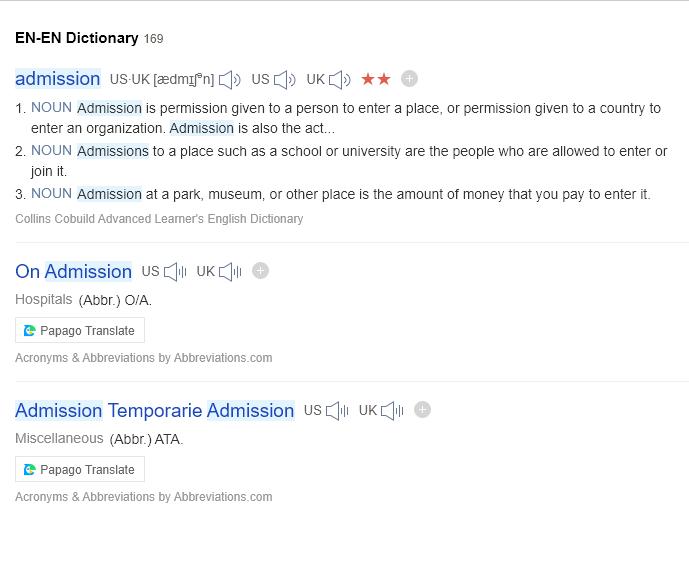 EN-EN Dictionary 169
admission US·UK [ædmɪʃᵊn] US UK ★★
1. NOUN Admission is permission given to a person to enter a place, or permission given to a country to
enter an organization. Admission is also the act...
2. NOUN Admissions to a place such as a school or university are the people who are allowed to enter or
join it.
3. NOUN Admission at a park, museum, or other place is the amount of money that you pay to enter it.
Collins Cobuild Advanced Learner's English Dictionary
On Admission US UK
Hospitals (Abbr.) O/A.
Papago Translate
Acronyms & Abbreviations by Abbreviations.com
Admission Temporarie Admission US UK
Miscellaneous (Abbr.) ATA.
Papago Translate
Acronyms & Abbreviations by Abbreviations.com